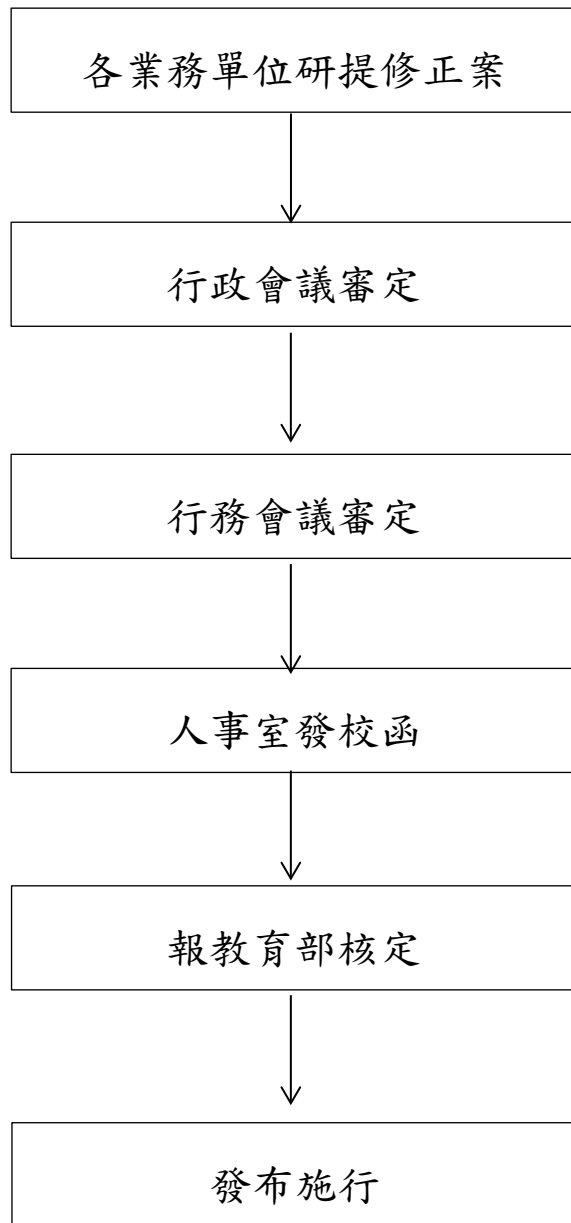 各業務單位研提修正案
行政會議審定
行務會議審定
人事室發校函
報教育部核定
發布施行